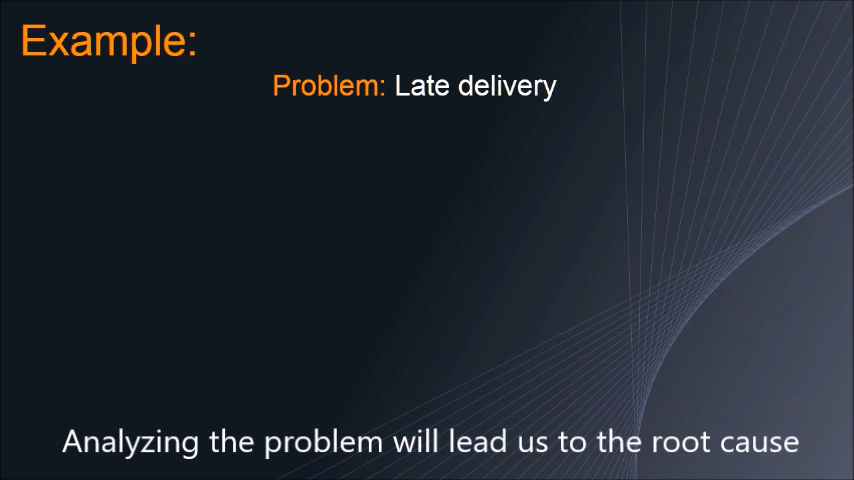 Example:
Problem: Late delivery
Analyzing the problem will lead us to the root cause